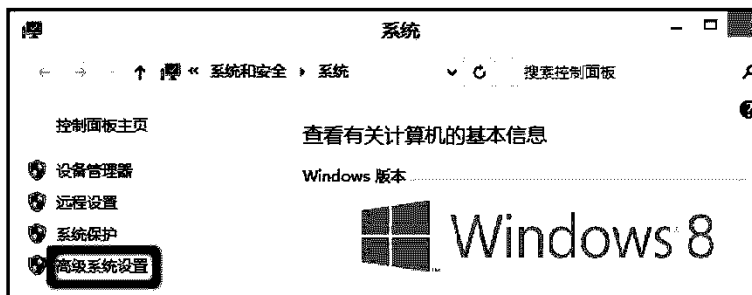 系统
« 系统和安全 › 系统
搜索控制面板
控制面板主页
设备管理器
远程设置
系统保护
高级系统设置
查看有关计算机的基本信息
Windows 版本
Windows 8